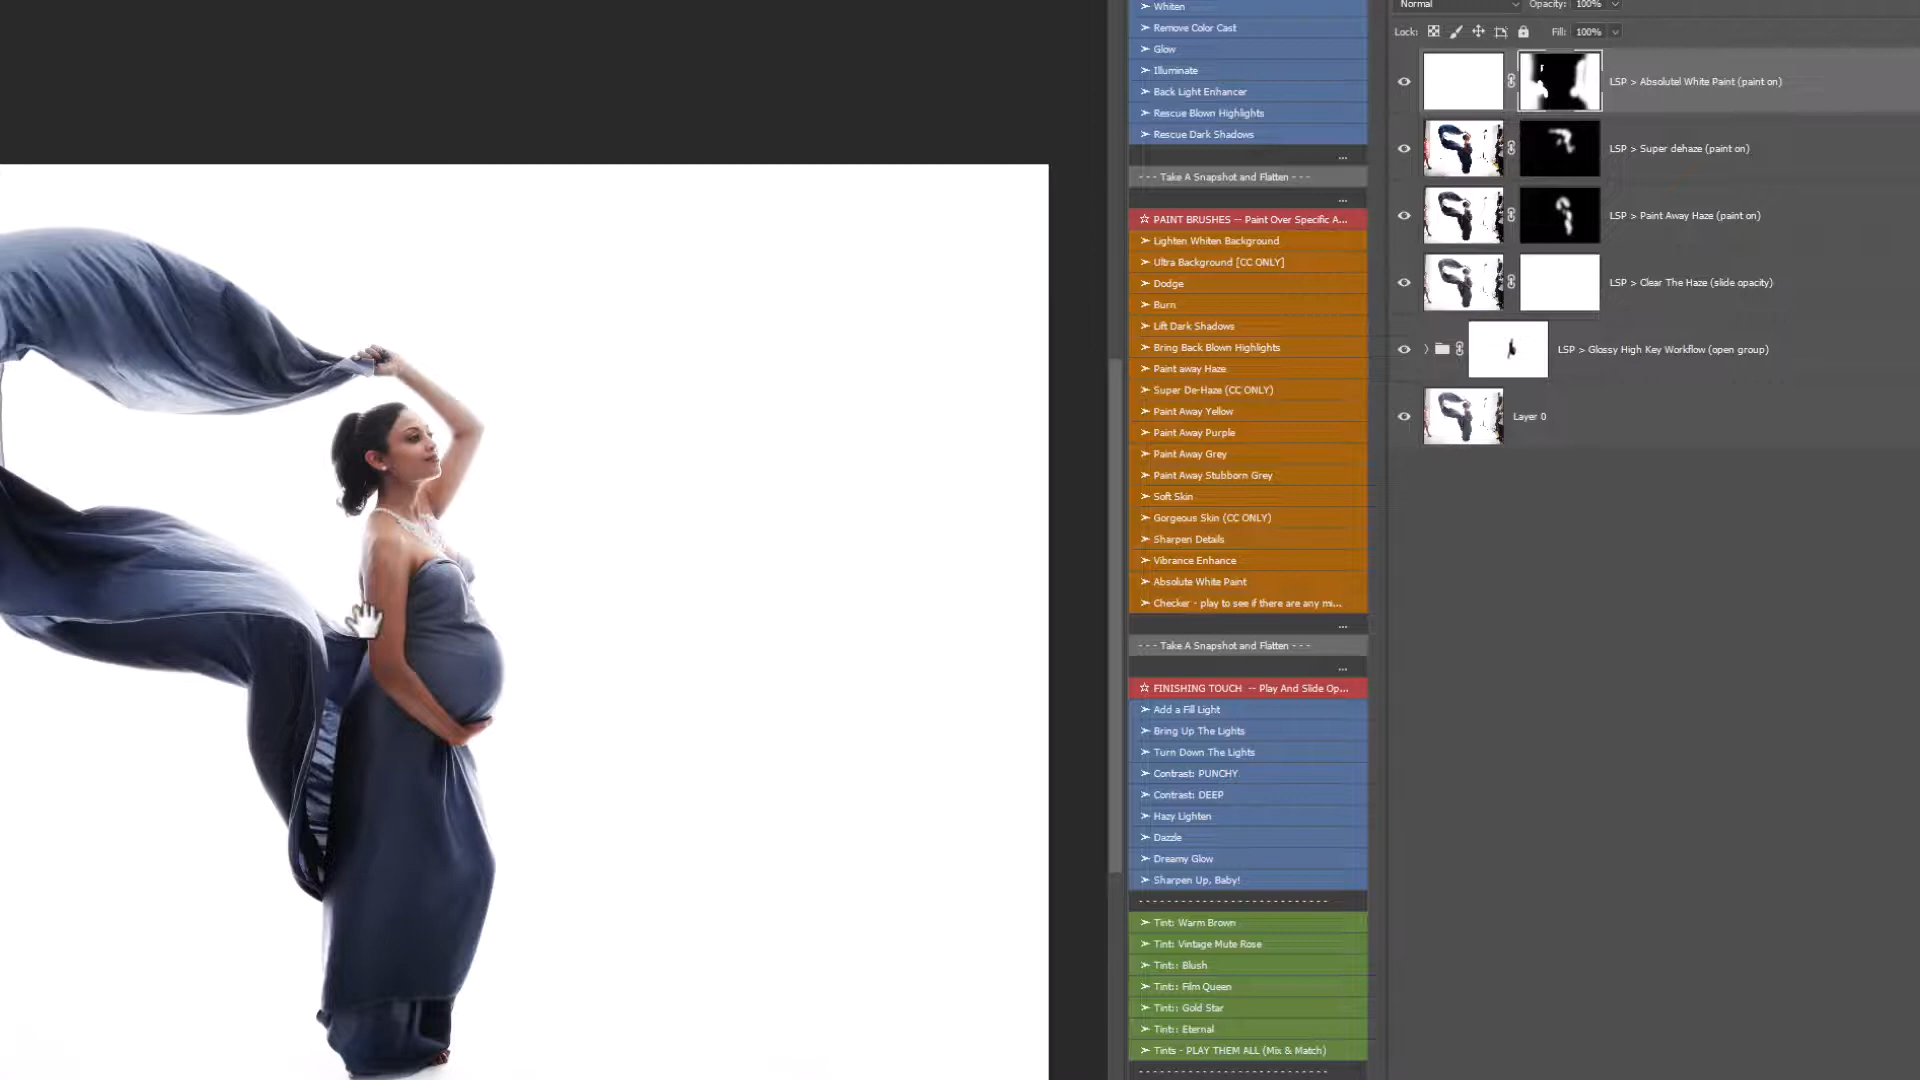 Whiten
Remove Color Cast
Glow
Illuminate
Back Light Enhancer
Rescue Blown Highlights
Rescue Dark Shadows
...
- - - Take A Snapshot and Flatten - - -
...
☆ PAINT BRUSHES -- Paint Over Specific A...
Lighten Whiten Background
Ultra Background [CC ONLY]
Dodge
Burn
Lift Dark Shadows
Bring Back Blown Highlights
Paint away Haze
Super De-Haze (CC ONLY)
Paint Away Yellow
Paint Away Purple
Paint Away Grey
Paint Away Stubborn Grey
Soft Skin
Gorgeous Skin (CC ONLY)
Sharpen Details
Vibrance Enhance
Absolute White Paint
Checker - play to see if there are any mi...
...
- - - Take A Snapshot and Flatten - - -
...
☆ FINISHING TOUCH -- Play And Slide Op...
Add a Fill Light
Bring Up The Lights
Turn Down The Lights
Contrast: PUNCHY
Contrast: DEEP
Hazy Lighten
Dazzle
Dreamy Glow
Sharpen Up, Baby!
- - - - - - - - - - - - - - - - - - - - - - - - - -
Tint: Warm Brown
Tint: Vintage Mute Rose
Tint:: Blush
Tint:: Film Queen
Tint:: Gold Star
Tint:: Eternal
Tints - PLAY THEM ALL (Mix & Match)
- - - - - - - - - - - - - - - - - - - - - - - - - -
Normal Opacity: 100%
Lock: Fill: 100%
LSP > Absolutel White Paint (paint on)
LSP > Super dehaze (paint on)
LSP > Paint Away Haze (paint on)
LSP > Clear The Haze (slide opacity)
LSP > Glossy High Key Workflow (open group)
Layer 0